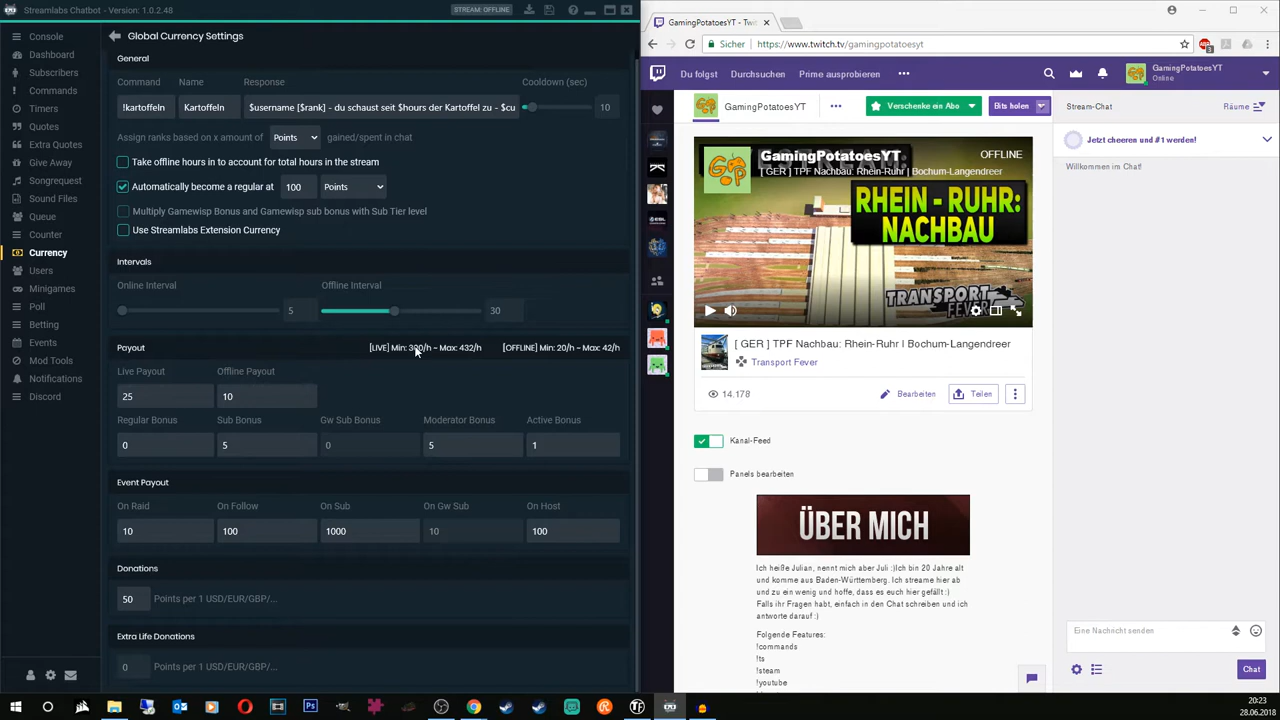 Streamlabs Chatbot - Version: 1.0.2.48
STREAM: OFFLINE
Console
Dashboard
Subscribers
Commands
Timers
Quotes
Extra Quotes
Give Away
Songrequest
Sound Files
Queue
Counter
Currency
Users
Minigames
Poll
Betting
Events
Mod Tools
Notifications
Discord
Global Currency Settings
General
Command Name Response Cooldown (sec)
!kartoffeln Kartoffeln $username [$rank] - du schaust seit $hours der Kartoffel zu - $cu 10
Assign ranks based on x amount of Points gained/spent in chat
Take offline hours in to account for total hours in the stream
Automatically become a regular at 100 Points
Multiply Gamewisp Bonus and Gamewisp sub bonus with Sub Tier level
Use Streamlabs Extension Currency
Intervals
Online Interval Offline Interval
5 30
Payout [LIVE] Min: 300/h - Max: 432/h [OFFLINE] Min: 20/h - Max: 42/h
Live Payout Offline Payout
25 10
Regular Bonus Sub Bonus Gw Sub Bonus Moderator Bonus Active Bonus
0 5 0 5 1
Event Payout
On Raid On Follow On Sub On Gw Sub On Host
10 100 1000 10 100
Donations
50 Points per 1 USD/EUR/GBP/...
Extra Life Donations
0 Points per 1 USD/EUR/GBP/...
GamingPotatoesYT - Twit
Sicher https://www.twitch.tv/gamingpotatoesyt
3
Du folgst Durchsuchen Prime ausprobieren
GamingPotatoesYT
Online
GamingPotatoesYT
Verschenke ein Abo
Bits holen
ESL
GamingPotatoesYT OFFLINE
[ GER ] TPF Nachbau: Rhein-Ruhr | Bochum-Langendreer
RHEIN - RUHR:
NACHBAU
TRANSPORT
FEVER
[ GER ] TPF Nachbau: Rhein-Ruhr | Bochum-Langendreer
Transport Fever
14.178 Bearbeiten Teilen
Kanal-Feed
Panels bearbeiten
ÜBER MICH
Ich heiße Julian, nennt mich aber Juli :)Ich bin 20 Jahre alt
und komme aus Baden-Württemberg. Ich streame hier ab
und zu ein wenig und hoffe, dass es euch hier gefällt :)
Falls ihr Fragen habt, einfach in den Chat schreiben und ich
antworte darauf :)
Folgende Features:
!commands
!ts
!steam
!youtube
Stream-Chat Räume
Jetzt cheeren und #1 werden!
Willkommen im Chat!
Eine Nachricht senden
Chat
20:23
28.06.2018